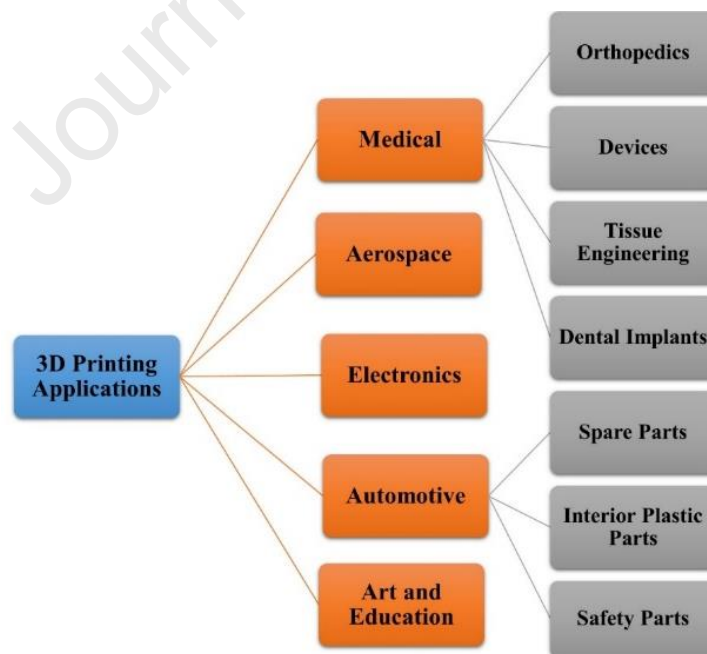 Journ
Orthopedics
Medical
Devices
Tissue
Engineering
Aerospace
Dental Implants
3D Printing
Applications
Electronics
Spare Parts
Automotive
Interior Plastic
Parts
Art and
Education
Safety Parts